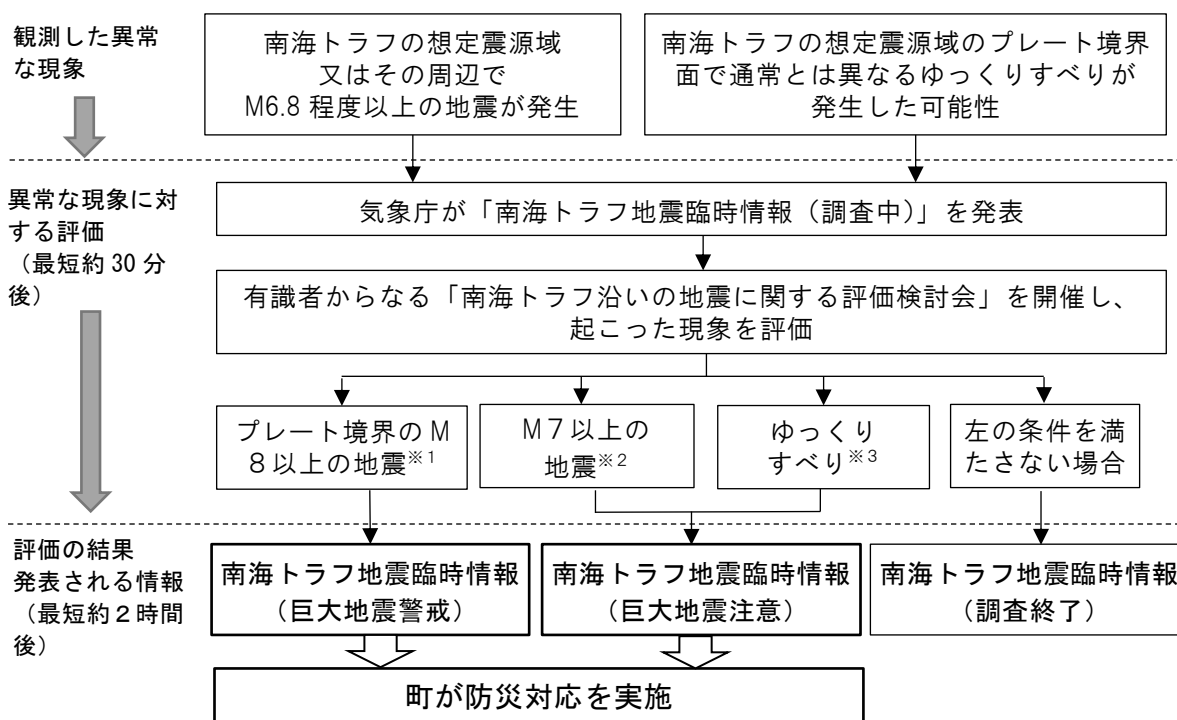 観測した異常
な現象
南海トラフの想定震源域
又はその周辺で
M6.8 程度以上の地震が発生
南海トラフの想定震源域のプレート境界
面で通常とは異なるゆっくりすべりが
発生した可能性
異常な現象に対
する評価
（最短約 30 分
後）
気象庁が「南海トラフ地震臨時情報（調査中）」を発表
有識者からなる「南海トラフ沿いの地震に関する評価検討会」を開催し、
起こった現象を評価
プレート境界の M
８以上の地震※1
M７以上の
地震※2
ゆっくり
すべり※3
左の条件を満
たさない場合
評価の結果
発表される情報
（最短約２時間
後）
南海トラフ地震臨時情報
（巨大地震警戒）
南海トラフ地震臨時情報
（巨大地震注意）
南海トラフ地震臨時情報
（調査終了）
町が防災対応を実施